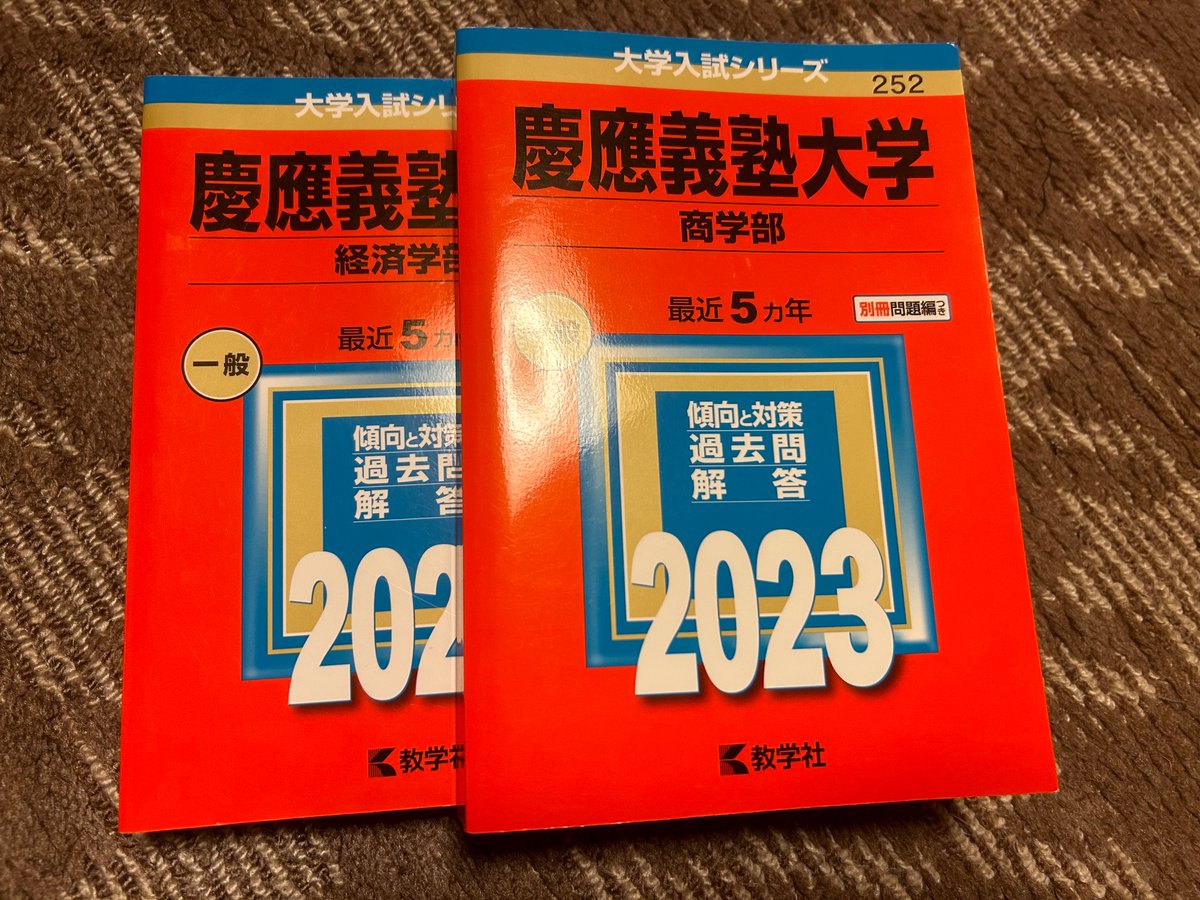 大学入試シリ
慶應義塾
経済学部
最近5カ
一般
傾向と対策
過去問
解答
202
教学社
大学入試シリーズ
252
慶應義塾大学
商学部
最近5カ年
別冊問題編つき
一般
傾向と対策
過去問
解答
2023
教学社